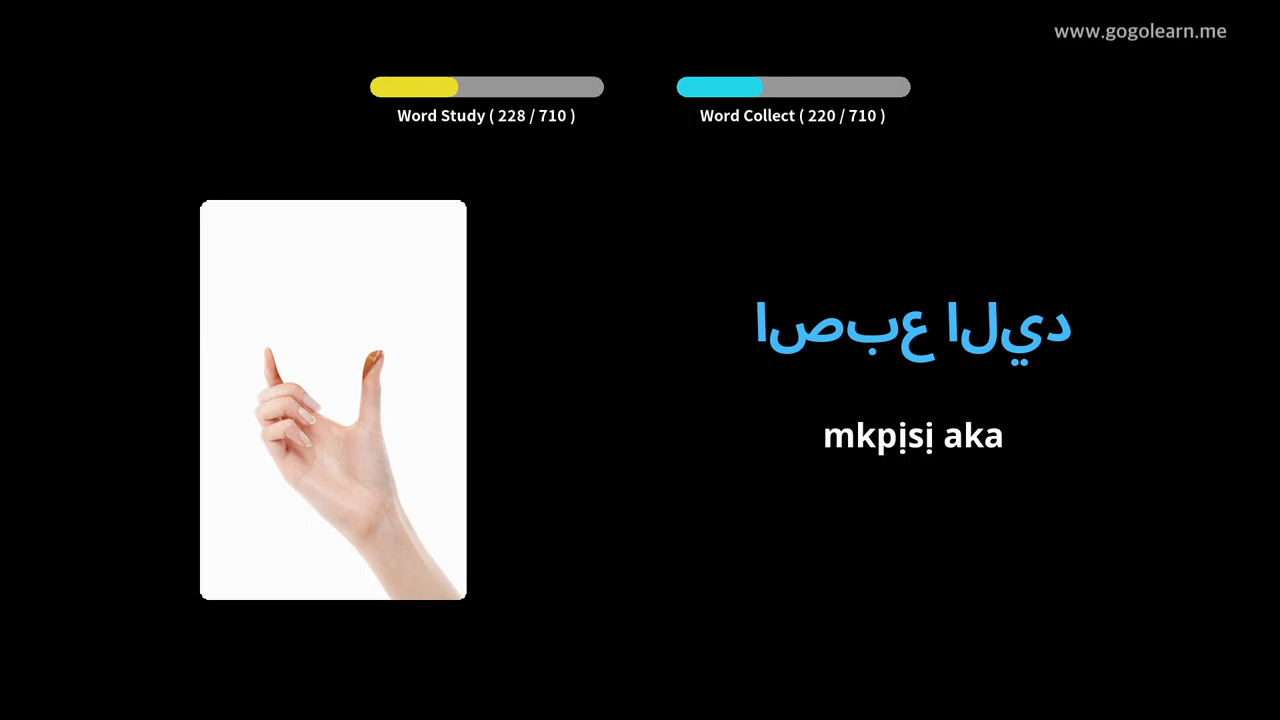 www.gogolearn.me
Word Study ( 228 / 710 )
Word Collect ( 220 / 710 )
اصبع اليد
mkpịsị aka